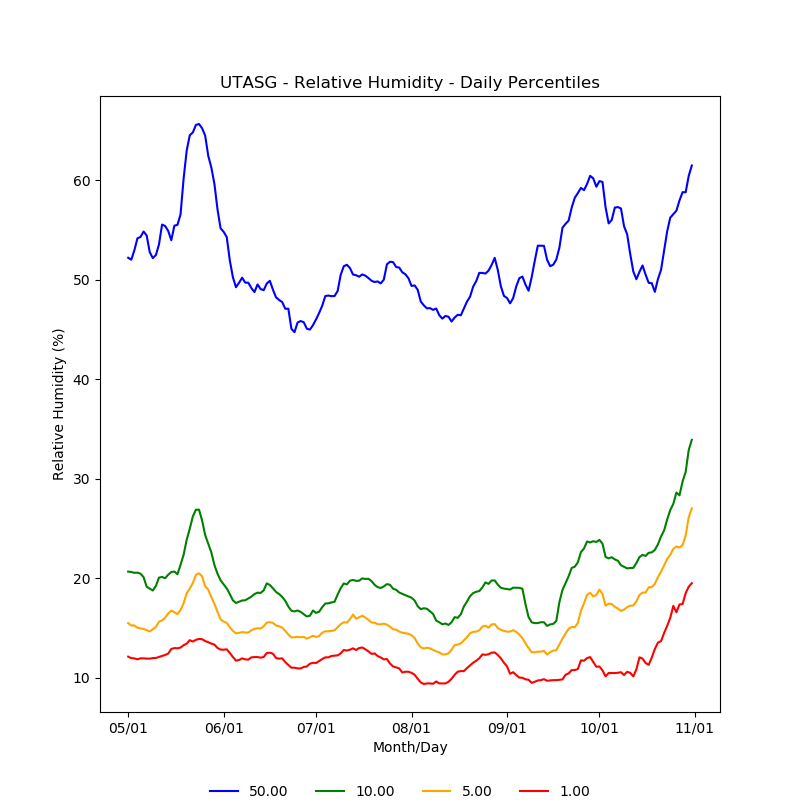 UTASG - Relative Humidity - Daily Percentiles
Relative Humidity (%)
60
50
40
30
20
10
05/01 06/01 07/01 08/01 09/01 10/01 11/01
Month/Day
50.00 10.00 5.00 1.00